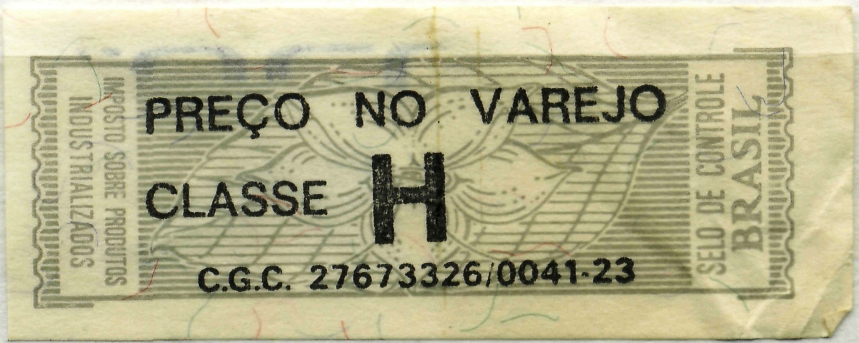 PREÇO NO VAREJO
CLASSE H
C.G.C. 27673326/0041-23
IMPOSTO SOBRE PRODUTOS
INDUSTRIALIZADOS
SELO DE CONTROLE
BRASIL